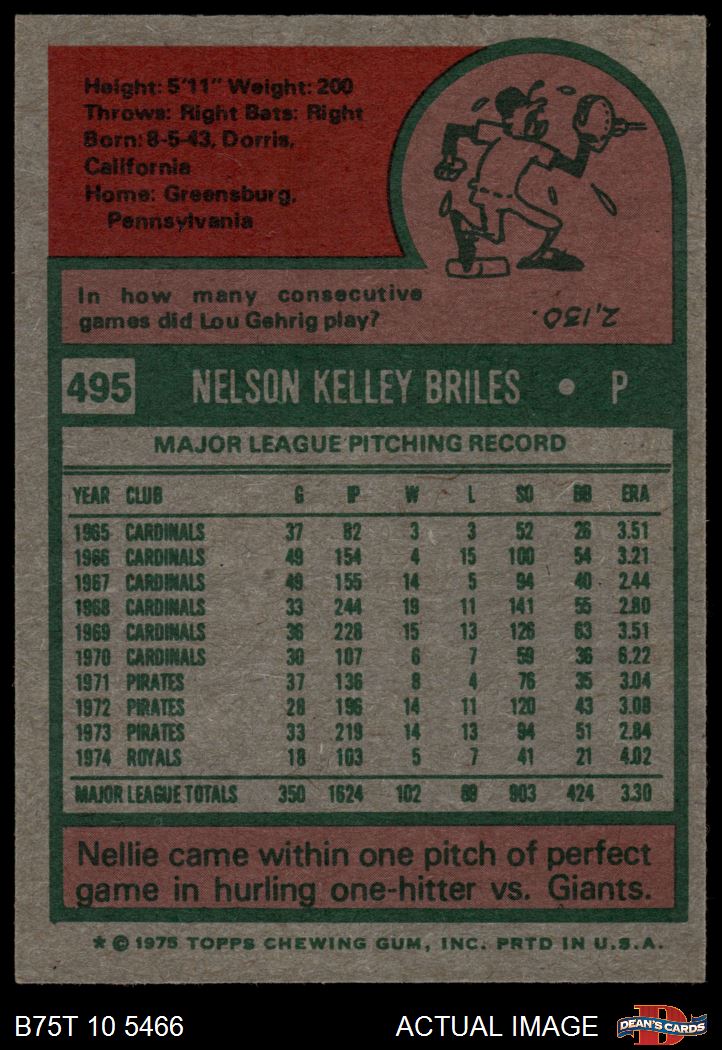 Height: 5'11" Weight: 200
Throws: Right Bats: Right
Born: 8-5-43, Dorris,
California
Home: Greensburg,
Pennsylvania
In how many consecutive
games did Lou Gehrig play?
2,130.
495 NELSON KELLEY BRILES • P
MAJOR LEAGUE PITCHING RECORD
YEAR CLUB G IP W L SO BB ERA
1965 CARDINALS 37 82 3 3 52 26 3.51
1966 CARDINALS 49 154 4 15 100 54 3.21
1967 CARDINALS 49 155 14 5 94 40 2.44
1968 CARDINALS 33 244 19 11 141 55 2.80
1969 CARDINALS 36 228 15 13 126 63 3.51
1970 CARDINALS 30 107 6 7 59 36 6.22
1971 PIRATES 37 136 8 4 76 35 3.04
1972 PIRATES 28 196 14 11 120 43 3.08
1973 PIRATES 33 219 14 13 94 51 2.84
1974 ROYALS 18 103 5 7 41 21 4.02
MAJOR LEAGUE TOTALS 350 1624 102 89 903 424 3.30
Nellie came within one pitch of perfect
game in hurling one-hitter vs. Giants.
* © 1975 TOPPS CHEWING GUM, INC. PRTD IN U.S.A.
B75T 10 5466 ACTUAL IMAGE
D
DEAN'S CARDS